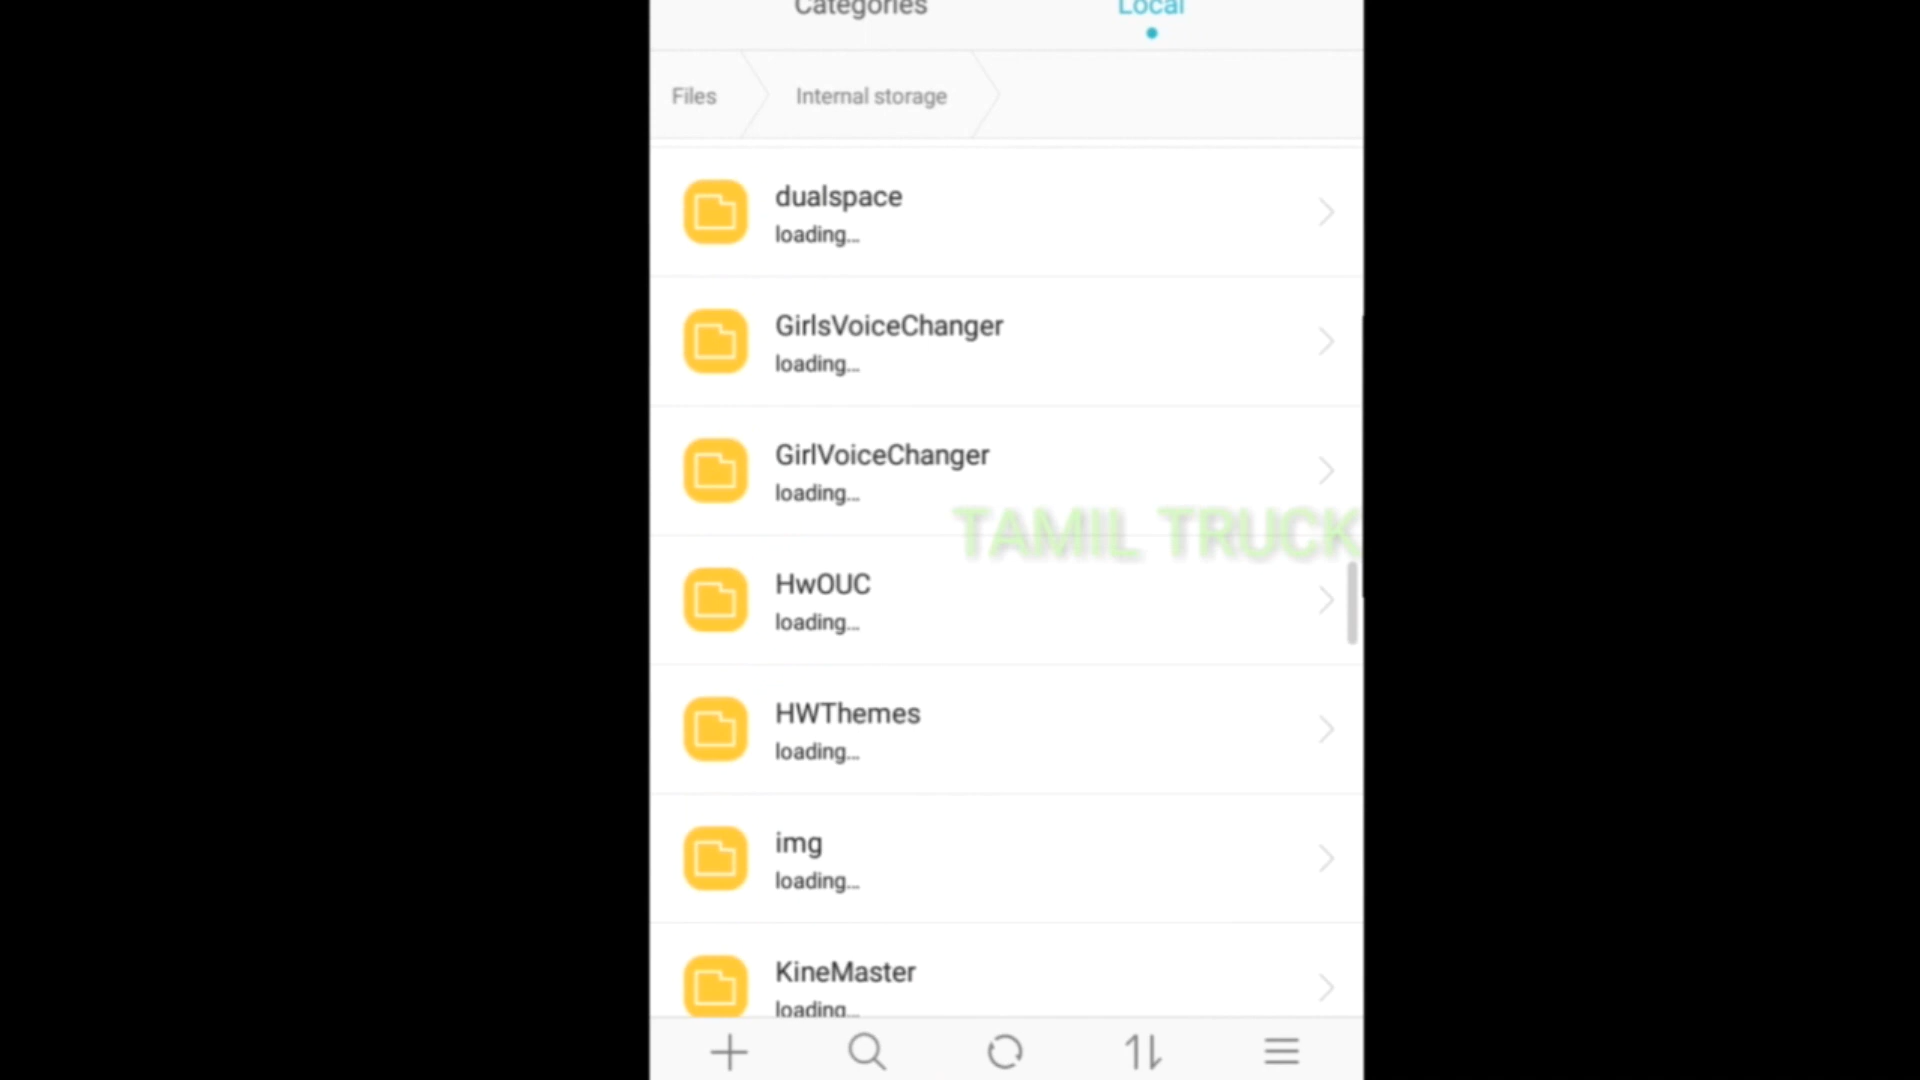 Categories Local
Files Internal storage
dualspace
loading...
GirlsVoiceChanger
loading...
GirlVoiceChanger
loading...
TAMIL TRUCK
HwOUC
loading...
HWThemes
loading...
img
loading...
KineMaster
loading...